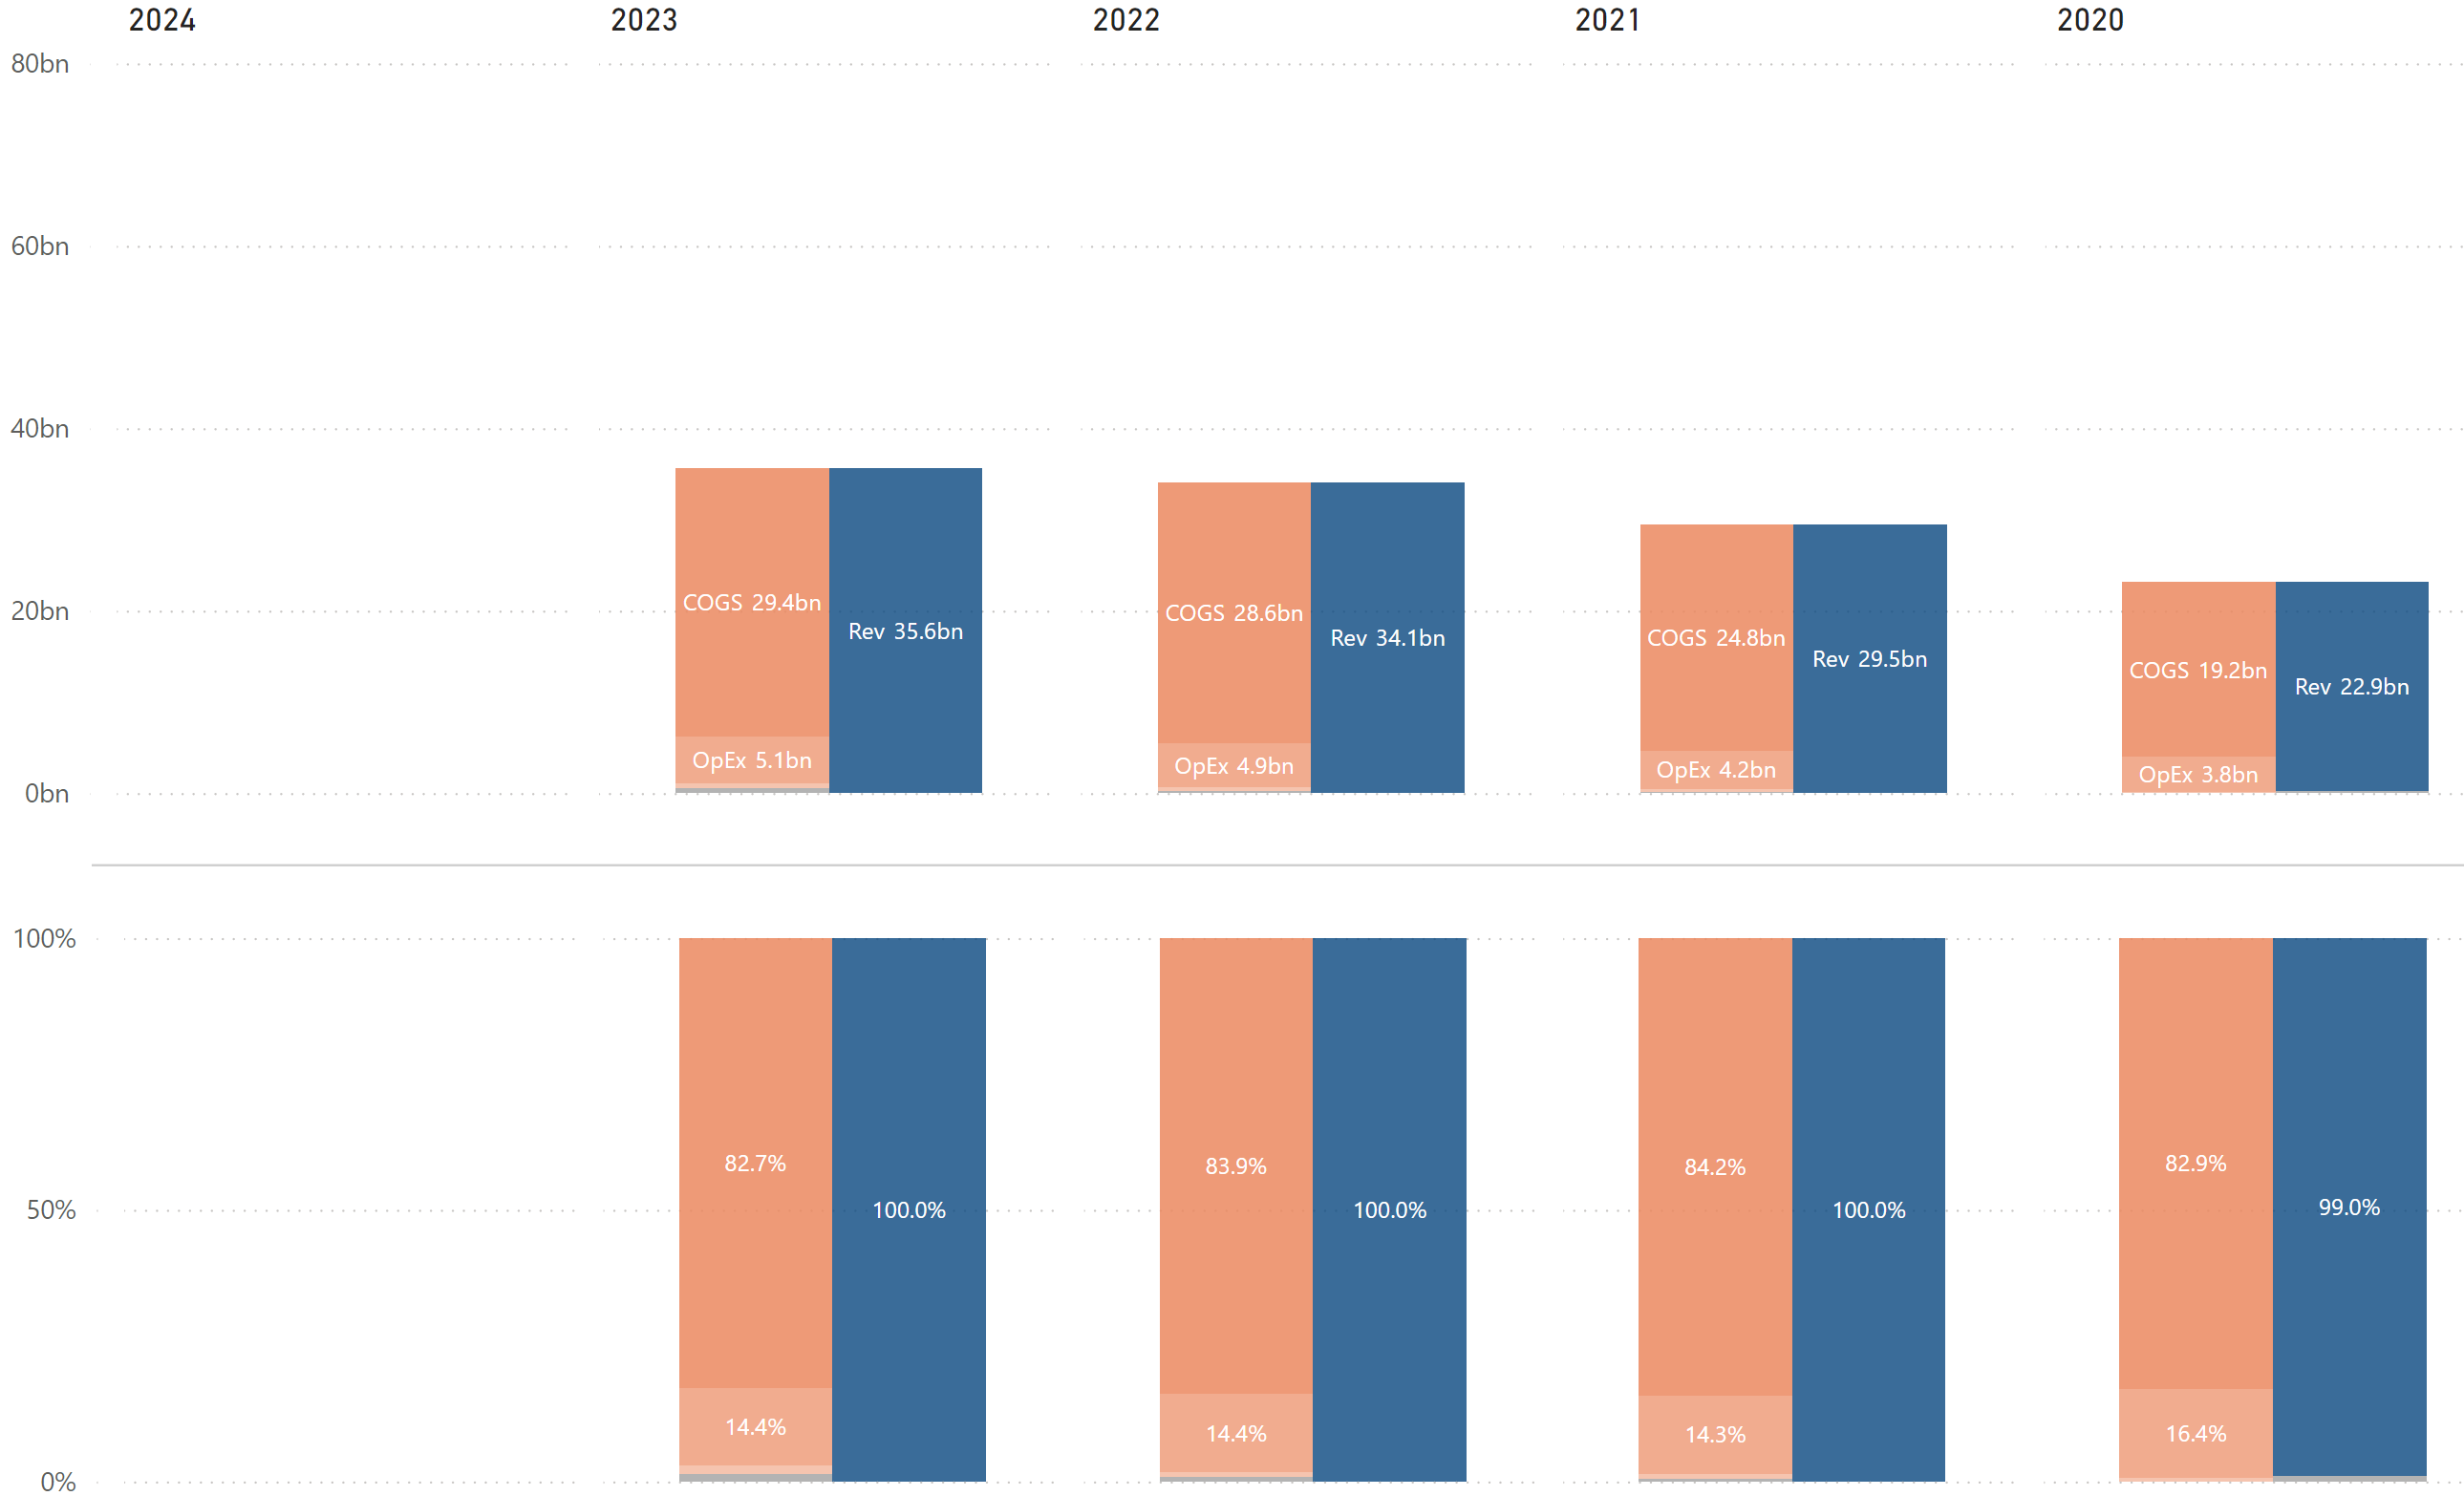 2024 2023 2022 2021 2020
80bn
60bn
40bn
20bn
0bn
COGS 29.4bn
OpEx 5.1bn
Rev 35.6bn
COGS 28.6bn
OpEx 4.9bn
Rev 34.1bn
COGS 24.8bn
OpEx 4.2bn
Rev 29.5bn
COGS 19.2bn
OpEx 3.8bn
Rev 22.9bn
100%
50%
0%
82.7%
14.4%
100.0%
83.9%
14.4%
100.0%
84.2%
14.3%
100.0%
82.9%
16.4%
99.0%